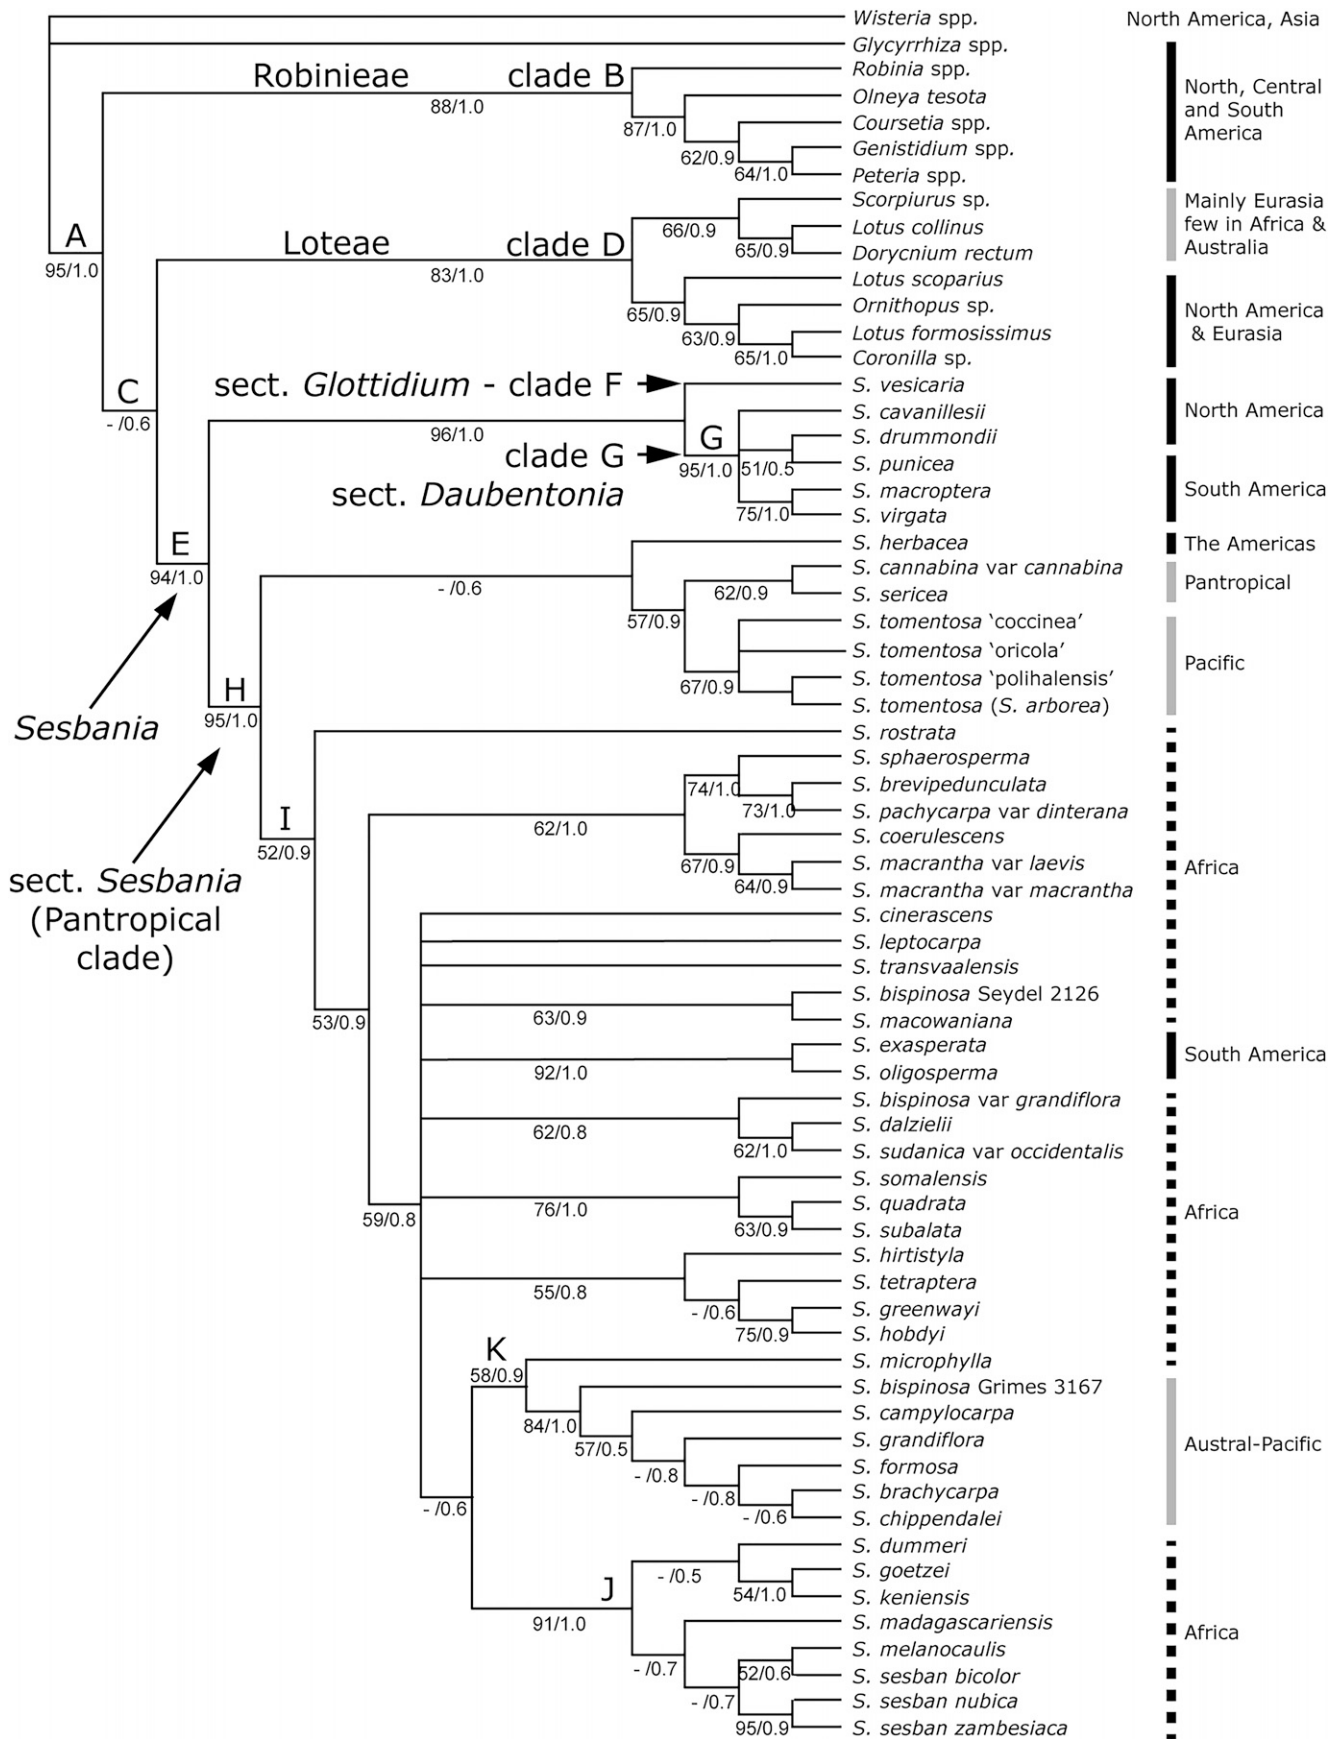 Wisteria spp.
North America, Asia
Glycyrrhiza spp.
Robinieae
clade B
88/1.0
Robinia spp.
Olneya tesota
87/1.0
Coursetia spp.
62/0.9
Genistidium spp.
64/1.0
Peteria spp.
North, Central
and South
America
A
95/1.0
Loteae
clade D
83/1.0
Scorpiurus sp.
66/0.9
Lotus collinus
65/0.9
Dorycnium rectum
Mainly Eurasia
few in Africa &
Australia
Lotus scoparius
65/0.9
Ornithopus sp.
63/0.9
Lotus formosissimus
65/1.0
Coronilla sp.
North America
& Eurasia
C
- /0.6
sect. Glottidium - clade F
S. vesicaria
96/1.0
S. cavanillesii
North America
G
clade G
sect. Daubentonia
95/1.0
S. drummondii
51/0.5
S. punicea
S. macroptera
75/1.0
S. virgata
South America
E
94/1.0
Sesbania
S. herbacea
The Americas
- /0.6
S. cannabina var cannabina
62/0.9
S. sericea
Pantropical
57/0.9
S. tomentosa ‘coccinea’
S. tomentosa ‘oricola’
67/0.9
S. tomentosa ‘polihalensis’
S. tomentosa (S. arborea)
Pacific
H
95/1.0
sect. Sesbania
(Pantropical
clade)
S. rostrata
I
52/0.9
S. sphaerosperma
74/1.0
S. brevipedunculata
73/1.0
S. pachycarpa var dinterana
62/1.0
S. coerulescens
67/0.9
S. macrantha var laevis
64/0.9
S. macrantha var macrantha
Africa
S. cinerascens
S. leptocarpa
S. transvaalensis
53/0.9
S. bispinosa Seydel 2126
63/0.9
S. macowaniana
S. exasperata
92/1.0
S. oligosperma
South America
S. bispinosa var grandiflora
62/0.8
S. dalzielii
62/1.0
S. sudanica var occidentalis
59/0.8
S. somalensis
76/1.0
S. quadrata
63/0.9
S. subalata
Africa
S. hirtistyla
55/0.8
S. tetraptera
- /0.6
S. greenwayi
75/0.9
S. hobdyi
K
58/0.9
S. microphylla
S. bispinosa Grimes 3167
84/1.0
S. campylocarpa
57/0.5
S. grandiflora
- /0.8
S. formosa
- /0.8
S. brachycarpa
- /0.6
S. chippendalei
Austral-Pacific
- /0.6
S. dummeri
J
- /0.5
S. goetzei
54/1.0
S. keniensis
91/1.0
S. madagascariensis
- /0.7
S. melanocaulis
52/0.6
S. sesban bicolor
- /0.7
S. sesban nubica
95/0.9
S. sesban zambesiaca
Africa